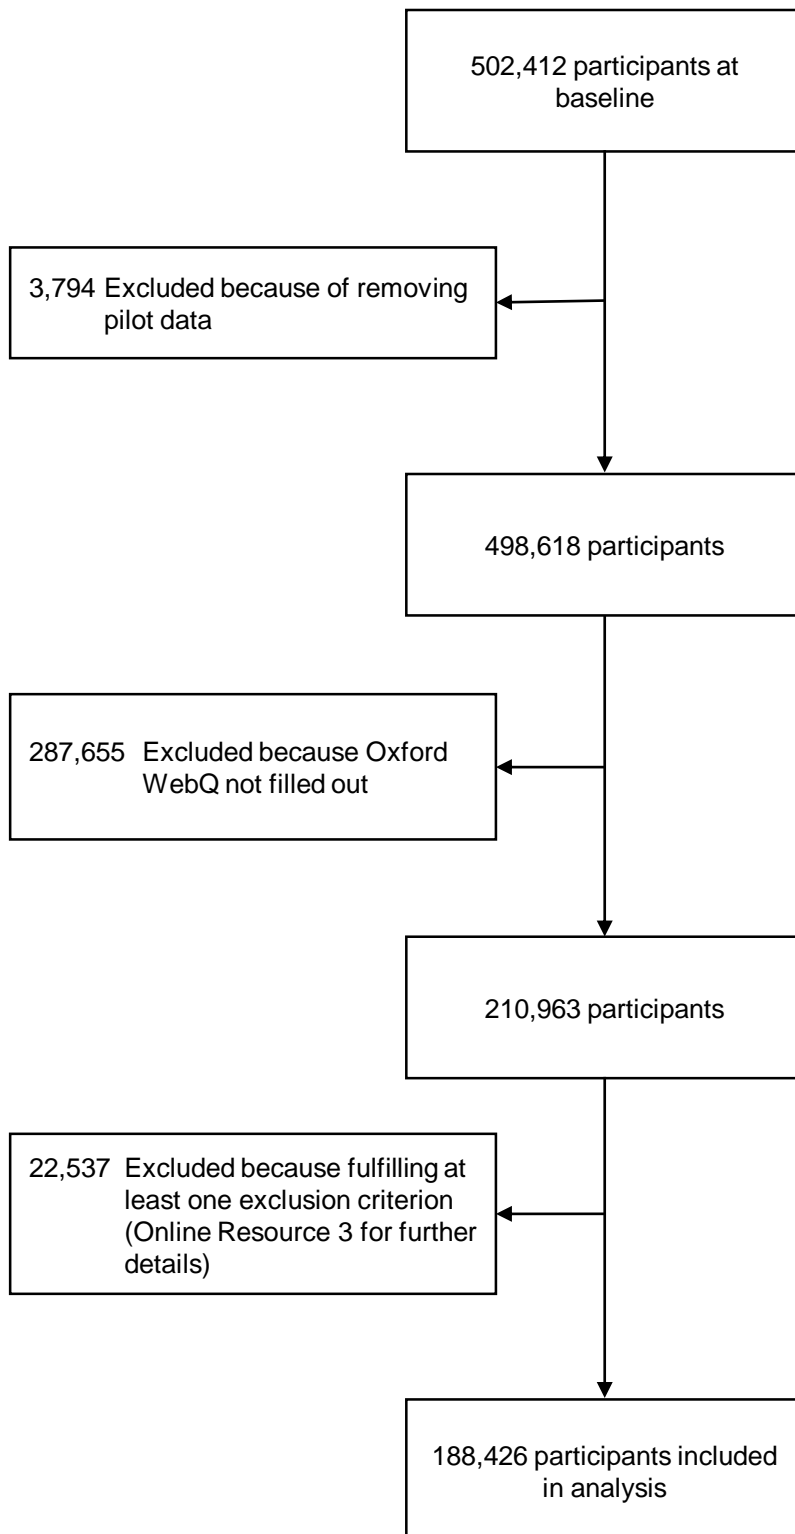 502,412 participants at
baseline
3,794 Excluded because of removing
pilot data
498,618 participants
287,655 Excluded because Oxford
WebQ not filled out
210,963 participants
22,537 Excluded because fulfilling at
least one exclusion criterion
(Online Resource 3 for further
details)
188,426 participants included
in analysis